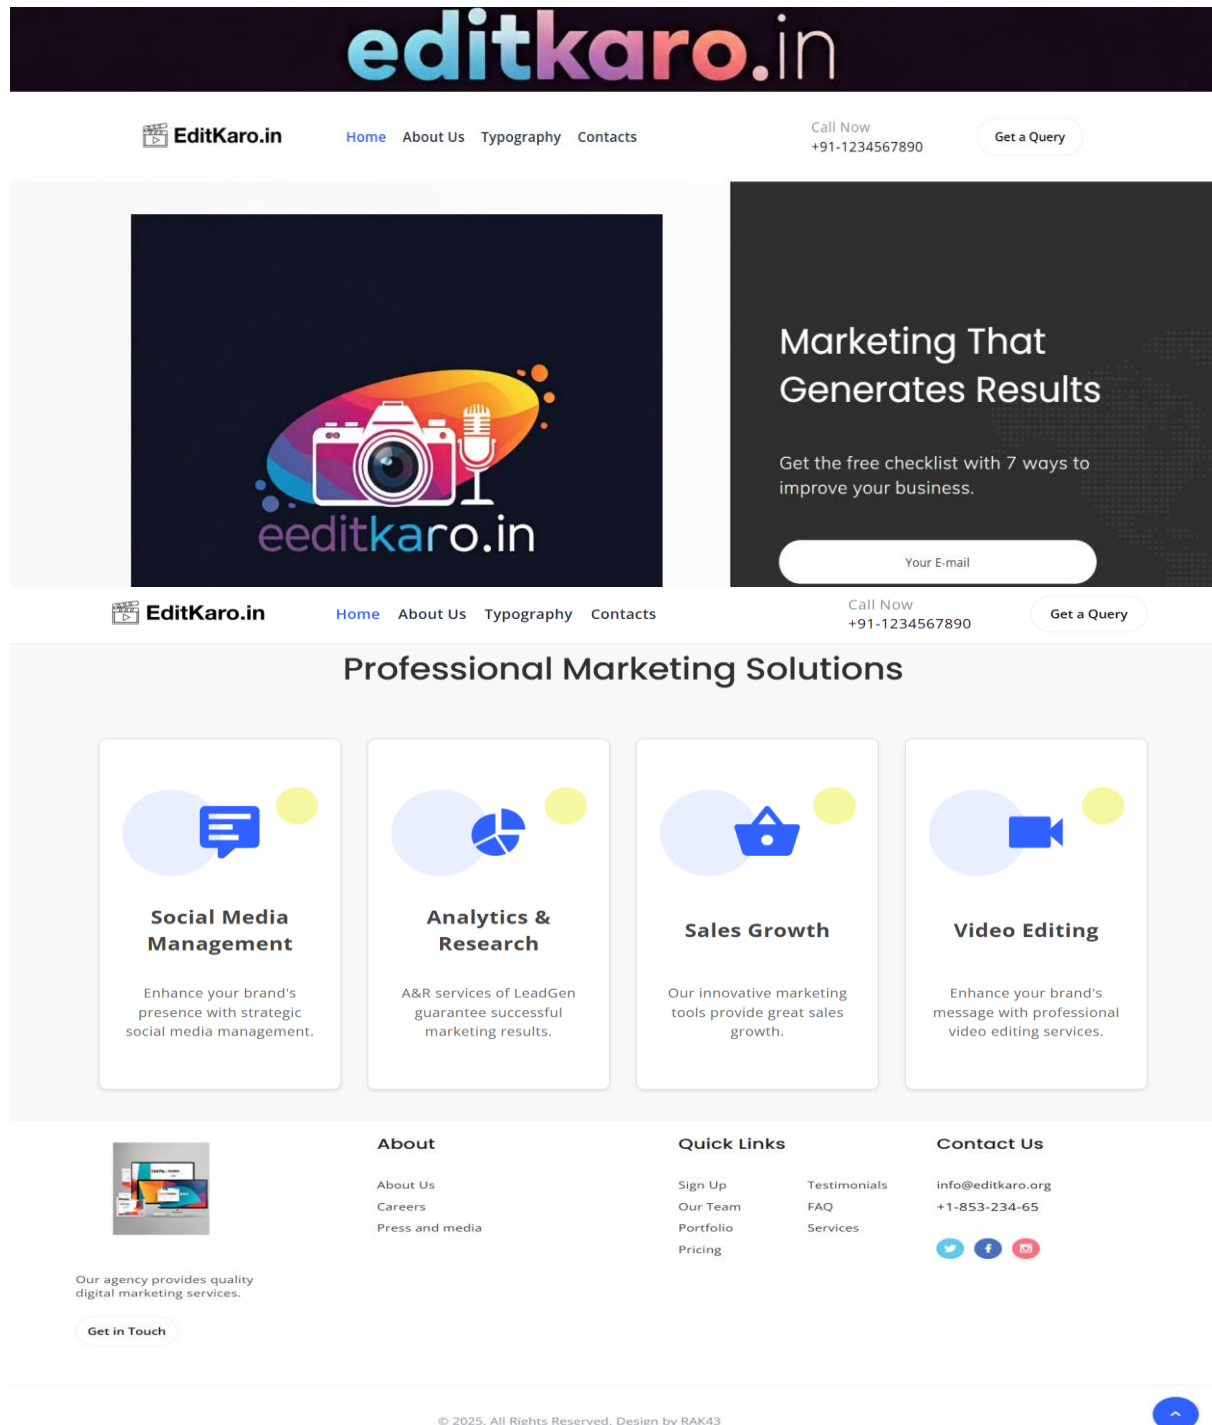 editkaro.in
EditKaro.in
Home About Us Typography Contacts
Call Now
+91-1234567890
Get a Query
eeditkaro.in
Marketing That
Generates Results
Get the free checklist with 7 ways to
improve your business.
Your E-mail
EditKaro.in
Home About Us Typography Contacts
Call Now
+91-1234567890
Get a Query
Professional Marketing Solutions
Social Media
Management
Enhance your brand's
presence with strategic
social media management.
Analytics &
Research
A&R services of LeadGen
guarantee successful
marketing results.
Sales Growth
Our innovative marketing
tools provide great sales
growth.
Video Editing
Enhance your brand's
message with professional
video editing services.
Our agency provides quality
digital marketing services.
Get in Touch
About
About Us
Careers
Press and media
Quick Links
Sign Up
Our Team
Portfolio
Pricing
Testimonials
FAQ
Services
Contact Us
info@editkaro.org
+1-853-234-65
© 2025. All Rights Reserved. Design by RAK43